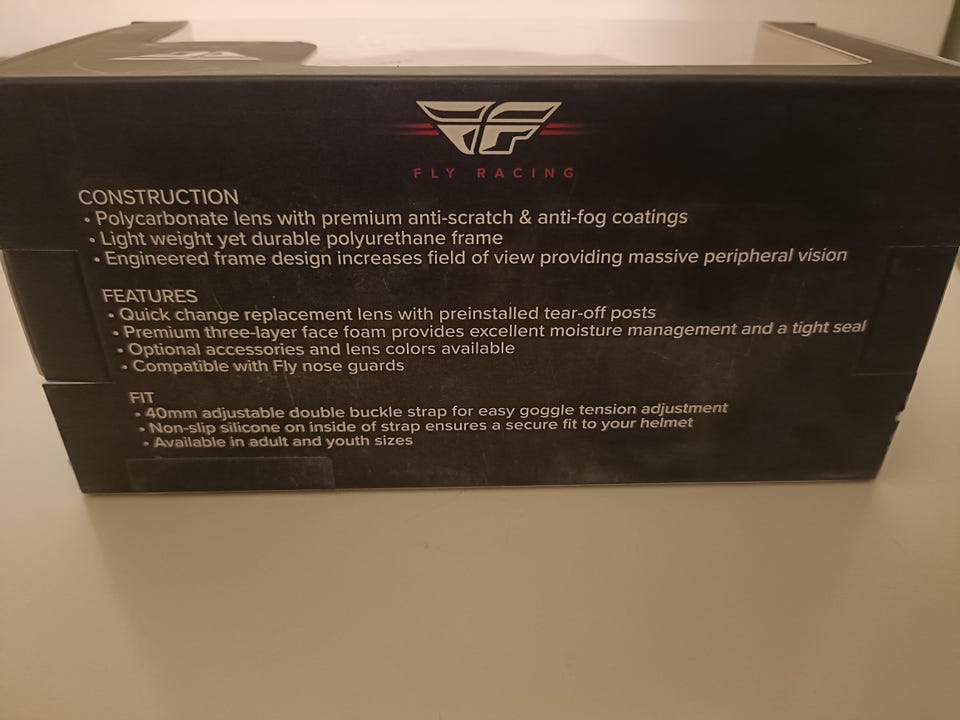 FLY RACING
CONSTRUCTION
• Polycarbonate lens with premium anti-scratch & anti-fog coatings
• Light weight yet durable polyurethane frame
• Engineered frame design increases field of view providing massive peripheral vision
FEATURES
• Quick change replacement lens with preinstalled tear-off posts
• Premium three-layer face foam provides excellent moisture management and a tight seal
• Optional accessories and lens colors available
• Compatible with Fly nose guards
FIT
• 40mm adjustable double buckle strap for easy goggle tension adjustment
• Non-slip silicone on inside of strap ensures a secure fit to your helmet
• Available in adult and youth sizes